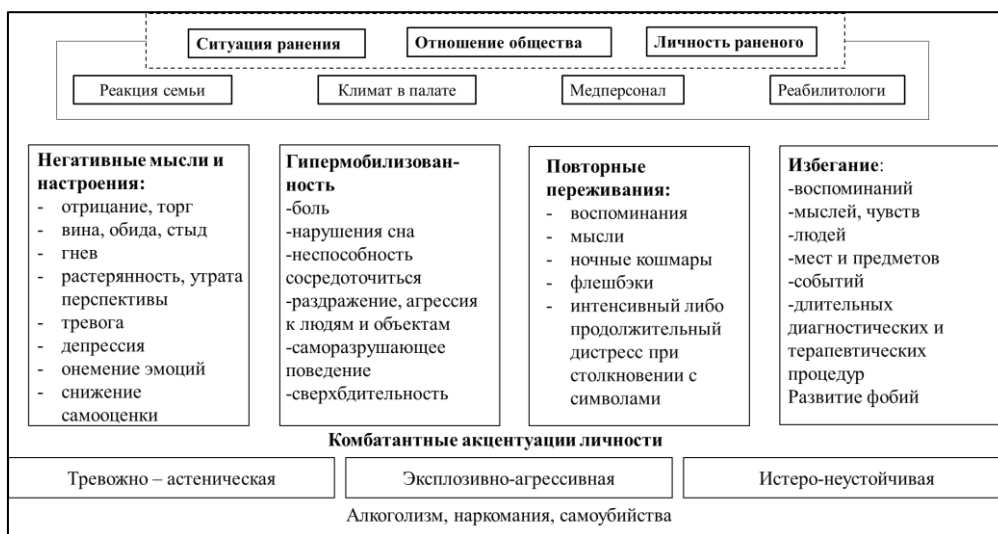 Ситуация ранения
Отношение общества
Личность раненого
Реакция семьи
Климат в палате
Медперсонал
Реабилитологи
Негативные мысли и
настроения:
- отрицание, торг
- вина, обида, стыд
- гнев
- растерянность, утрата
перспективы
- тревога
- депрессия
- онемение эмоций
- снижение
самооценки
Гипермобилизован-
ность
-боль
-нарушения сна
-неспособность
сосредоточиться
-раздражение, агрессия
к людям и объектам
-саморазрушающее
поведение
-сверхбдительность
Повторные
переживания:
- воспоминания
- мысли
- ночные кошмары
- флешбэки
- интенсивный либо
продолжительный
дистресс при
столкновении с
символами
Избегание:
-воспоминаний
-мыслей, чувств
-людей
-мест и предметов
-событий
-длительных
диагностических и
терапевтических
процедур
Развитие фобий
Комбатантные акцентуации личности
Тревожно – астеническая
Эксплозивно-агрессивная
Истеро-неустойчивая
Алкоголизм, наркомания, самоубийства